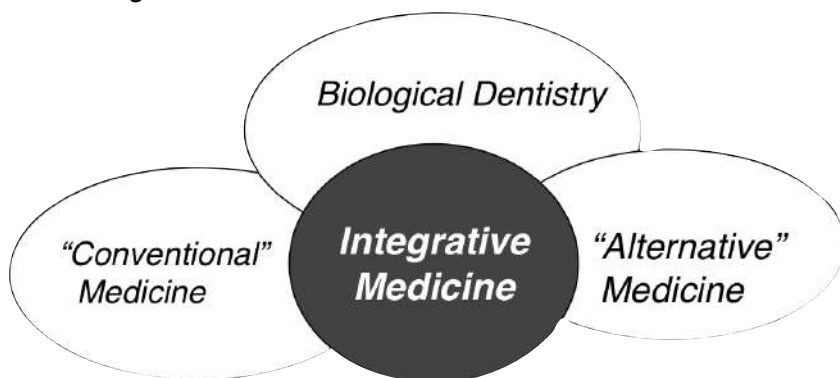 Biological Dentistry
“Conventional”
Medicine
Integrative
Medicine
“Alternative”
Medicine